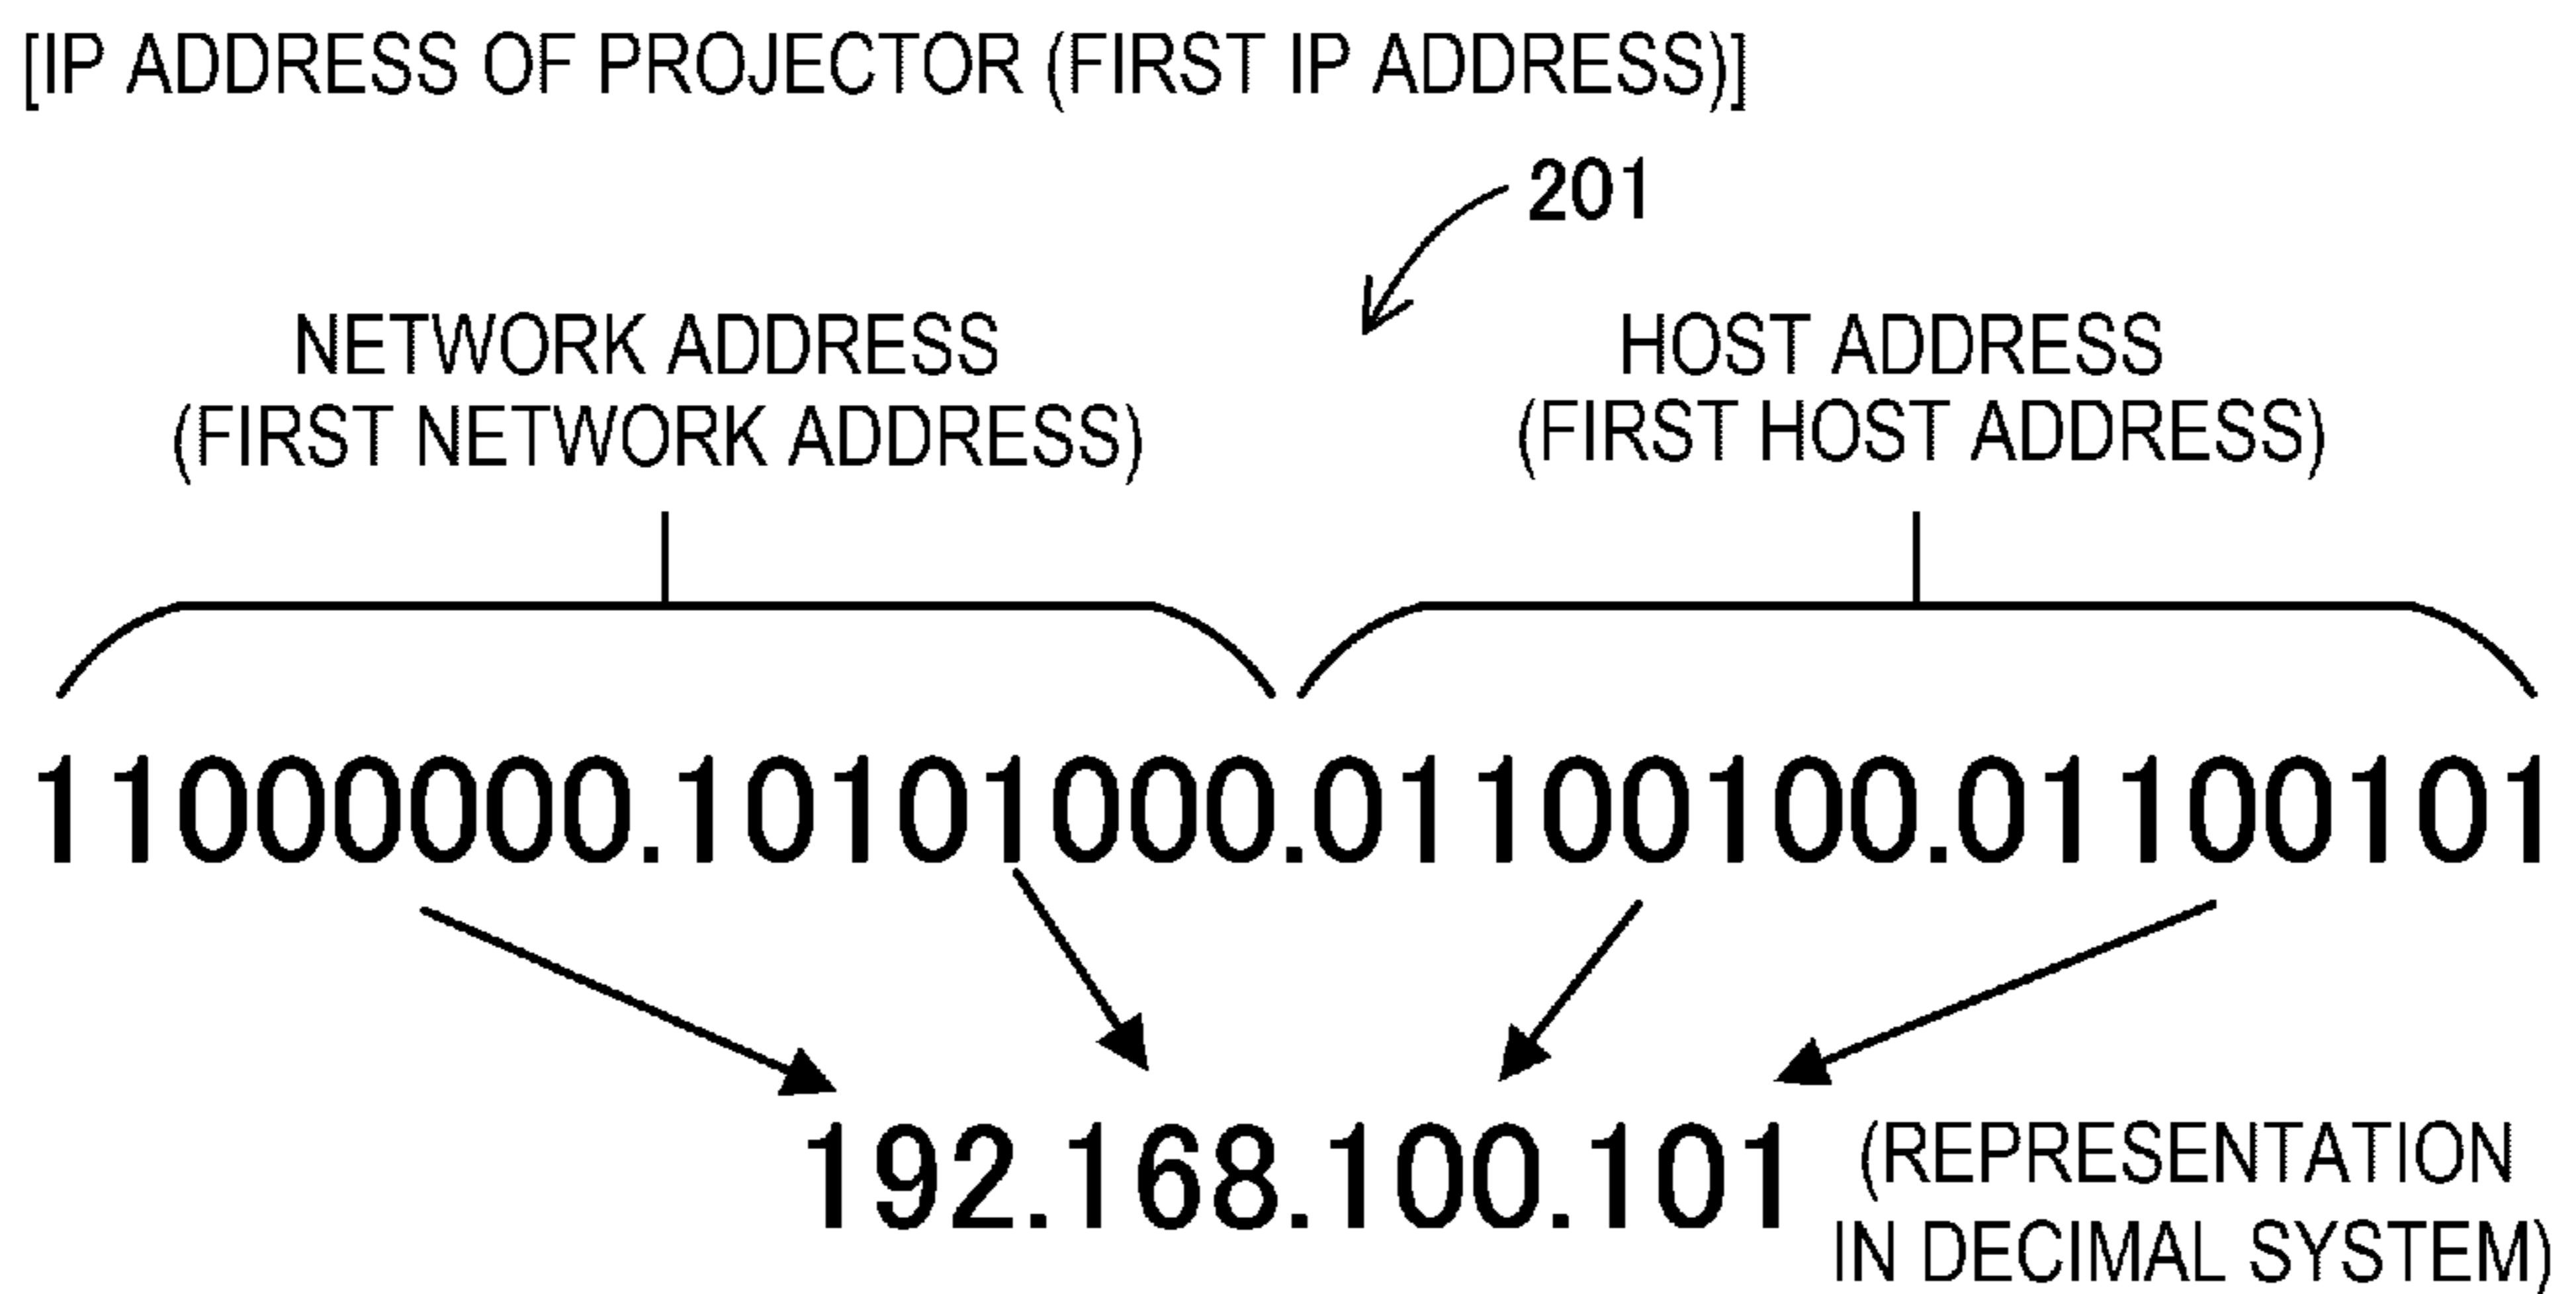 [IP ADDRESS OF PROJECTOR (FIRST IP ADDRESS)]
201
NETWORK ADDRESS
(FIRST NETWORK ADDRESS)
HOST ADDRESS
(FIRST HOST ADDRESS)
11000000.10101000.01100100.01100101
192.168.100.101
(REPRESENTATION
IN DECIMAL SYSTEM)